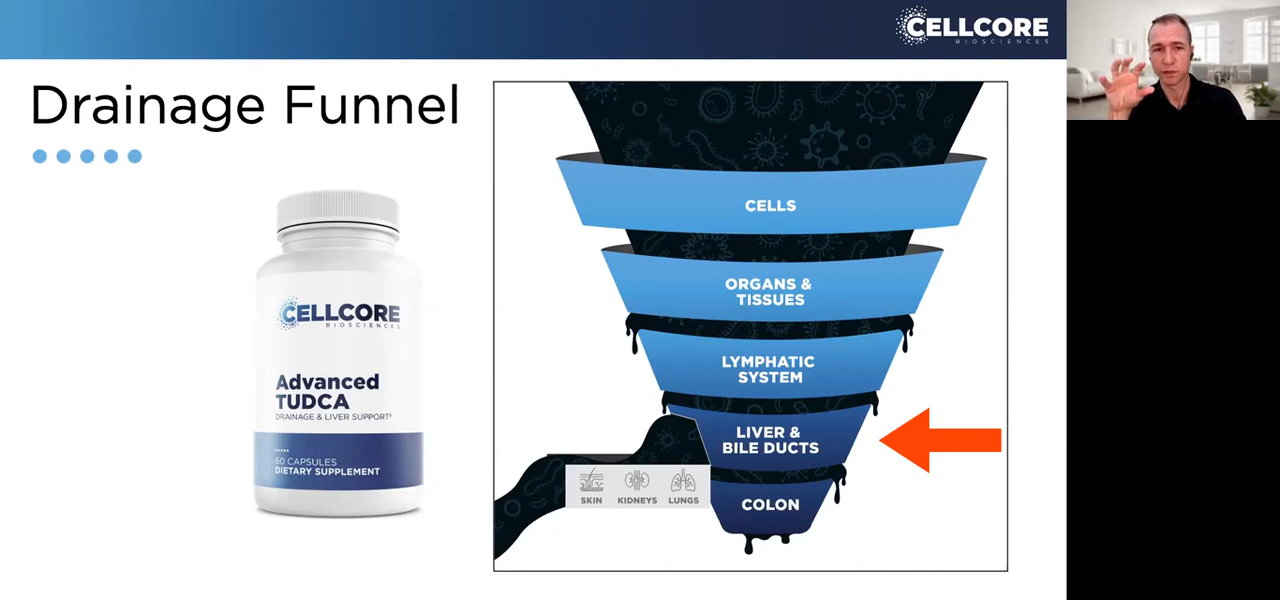 CELLCORE
BIOSCIENCES
Drainage Funnel
CELLCORE
BIOSCIENCES
Advanced
TUDCA
DRAINAGE & LIVER SUPPORT
60 CAPSULES
DIETARY SUPPLEMENT
CELLS
ORGANS &
TISSUES
LYMPHATIC
SYSTEM
LIVER &
BILE DUCTS
SKIN
KIDNEYS
LUNGS
COLON